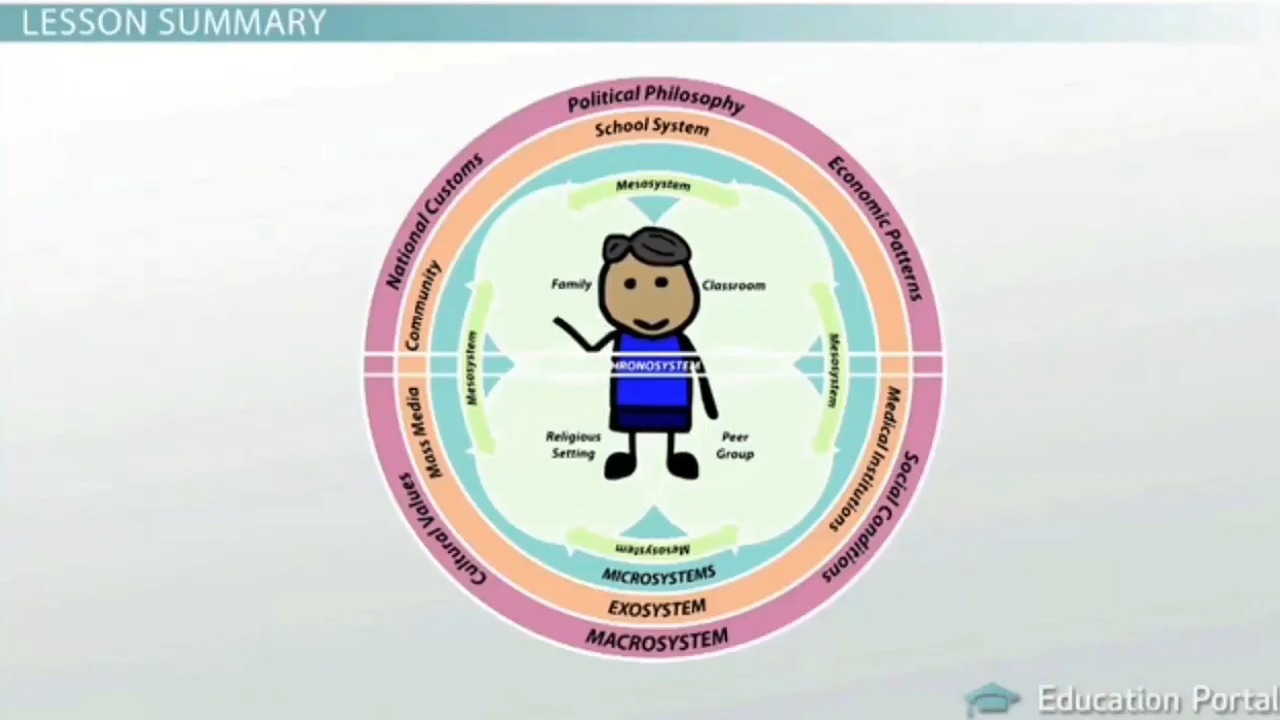 LESSON SUMMARY
Political Philosophy
School System
National Customs
Economic Patterns
Community
Mesosystem
Family
Classroom
Mesosystem
Mesosystem
HRONOSYSTEM
Mass Media
Medical Institutions
Religious
Setting
Peer
Group
Cultural Values
Social Conditions
Mesosystem
MICROSYSTEMS
EXOSYSTEM
MACROSYSTEM
Education Portal